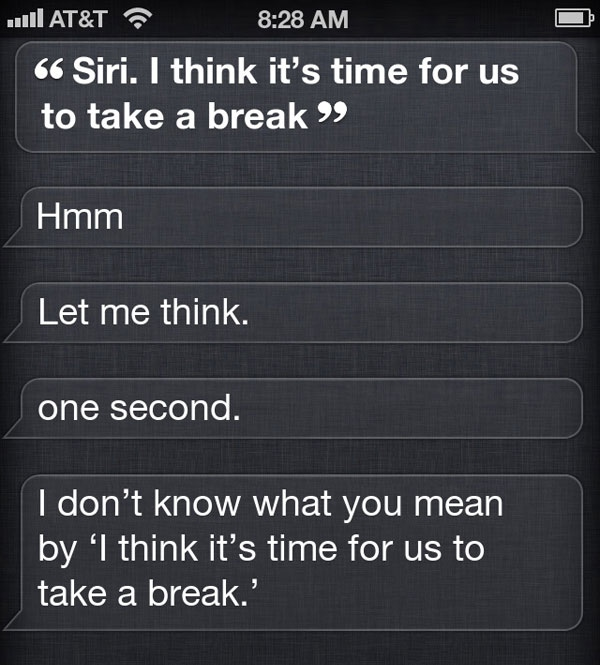 AT&T 8:28 AM
“ Siri. I think it’s time for us
to take a break ”
Hmm
Let me think.
one second.
I don’t know what you mean
by ‘I think it’s time for us to
take a break.’